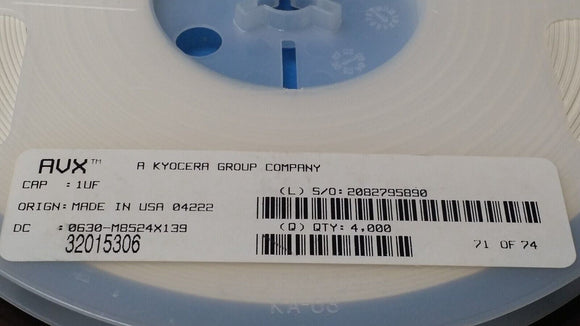 AVX™ A KYOCERA GROUP COMPANY
CAP : 1UF
(L) S/O: 2082795890
ORIGN: MADE IN USA 04222
DC : 0630-M8524X139
(Q) QTY: 4,000
32015306
71 OF 74